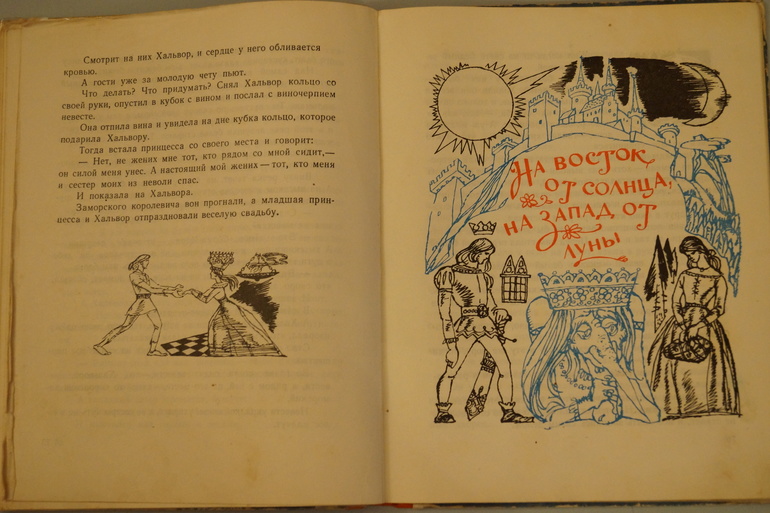 Смотрит на них Хальвор, и сердце у него обливается
кровью.
А гости уже за молодую чету пьют.
Что делать? Что придумать? Снял Хальвор кольцо со
своей руки, опустил в кубок с вином и послал с виночерпием
невесте.
Она отпила вина и увидела на дне кубка кольцо, которое
подарила Хальвору.
Тогда встала принцесса со своего места и говорит:
— Нет, не жених мне тот, кто рядом со мной сидит,—
он силой меня унес. А настоящий мой жених — тот, кто меня
и сестер моих из неволи спас.
И показала на Хальвора.
Заморского королевича вон прогнали, а младшая прин-
цесса и Хальвор отпраздновали веселую свадьбу.
НА ВОСТОК
ОТ СОЛНЦА,
НА ЗАПАД ОТ
ЛУНЫ